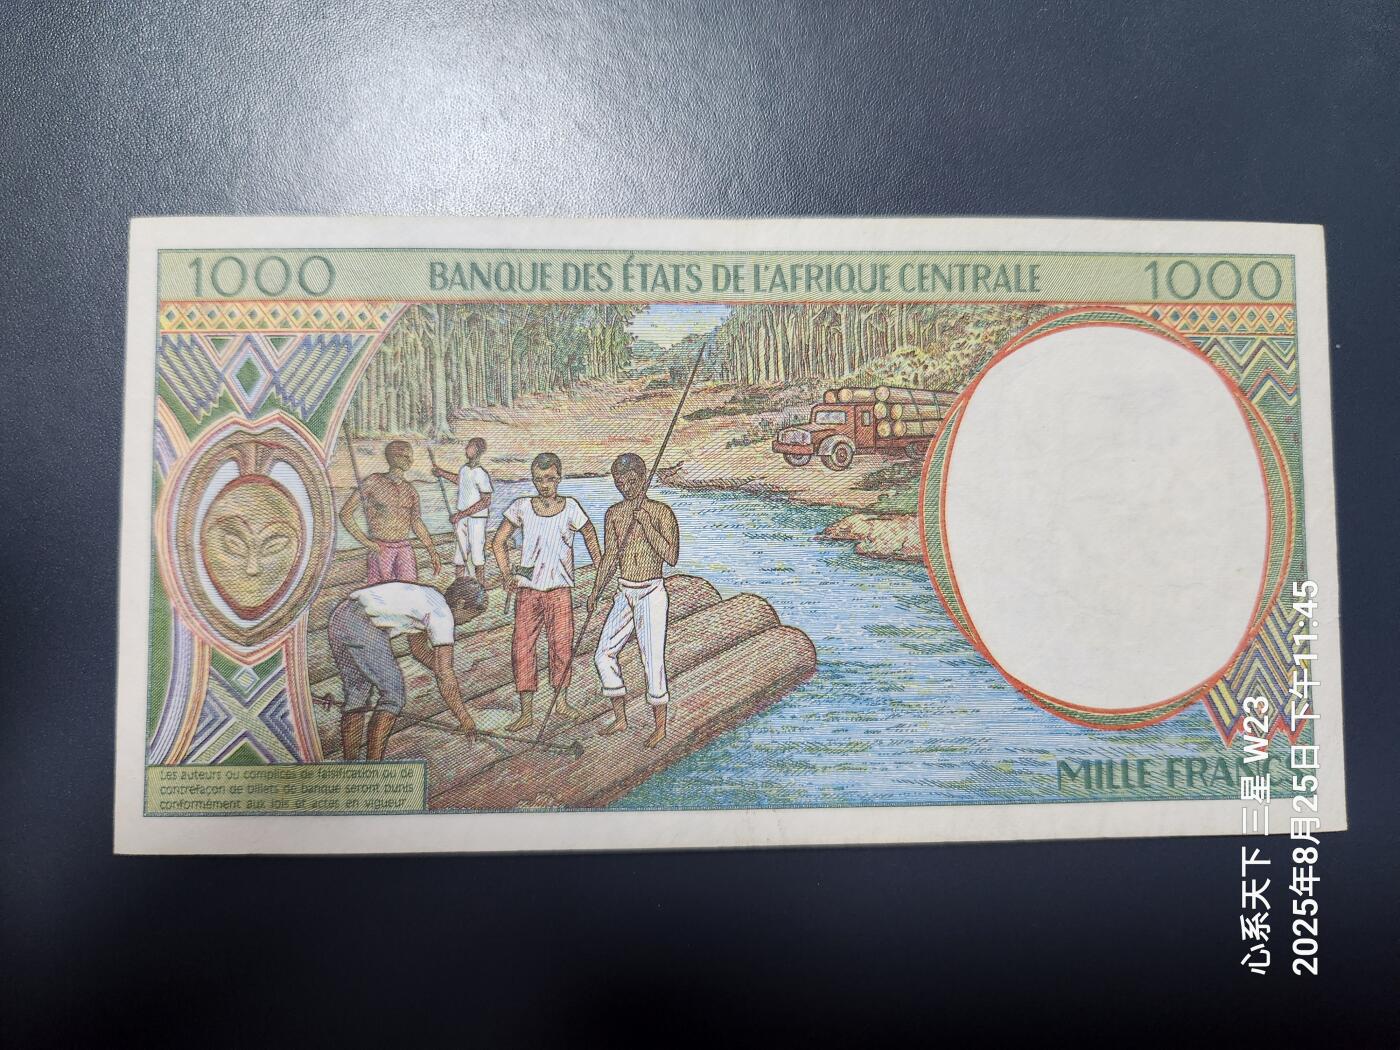 1000
BANQUE DES ÉTATS DE L'AFRIQUE CENTRALE
1000
Les auteurs ou complices de falsification ou de
contrefaçon de billets de banque seront punis
conformément aux lois et actes en vigueur
MILLE FRANC
心系天下 三星 W23
2025年8月25日 下午11:45